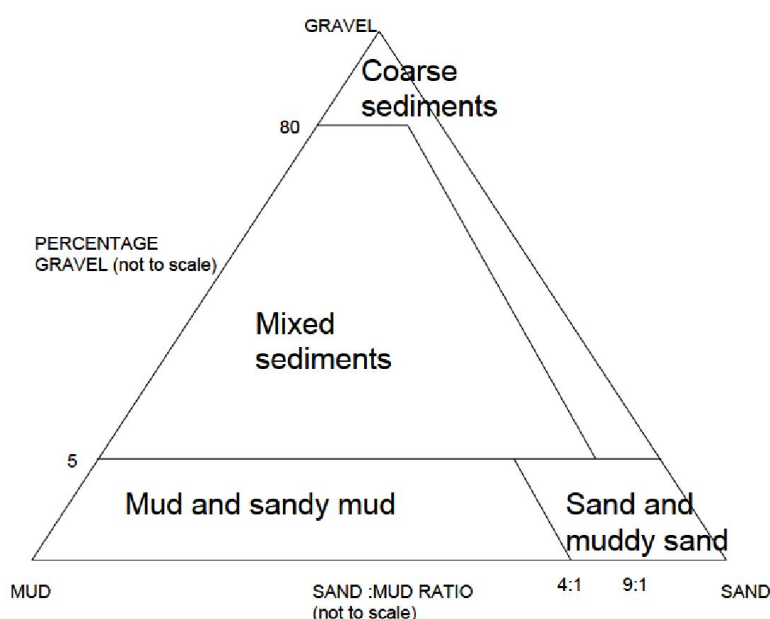 GRAVEL
Coarse
sediments
80
PERCENTAGE
GRAVEL (not to scale)
Mixed
sediments
5
Mud and sandy mud
Sand and
muddy sand
MUD
SAND :MUD RATIO
(not to scale)
4:1
9:1
SAND